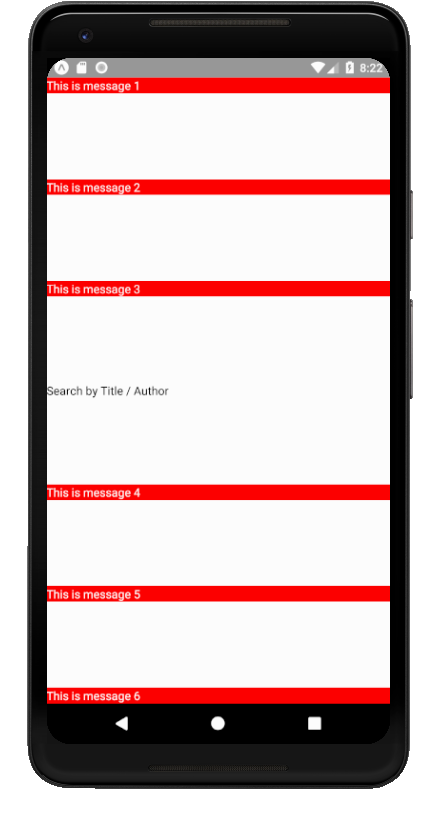 8:22
This is message 1
This is message 2
This is message 3
Search by Title / Author
This is message 4
This is message 5
This is message 6